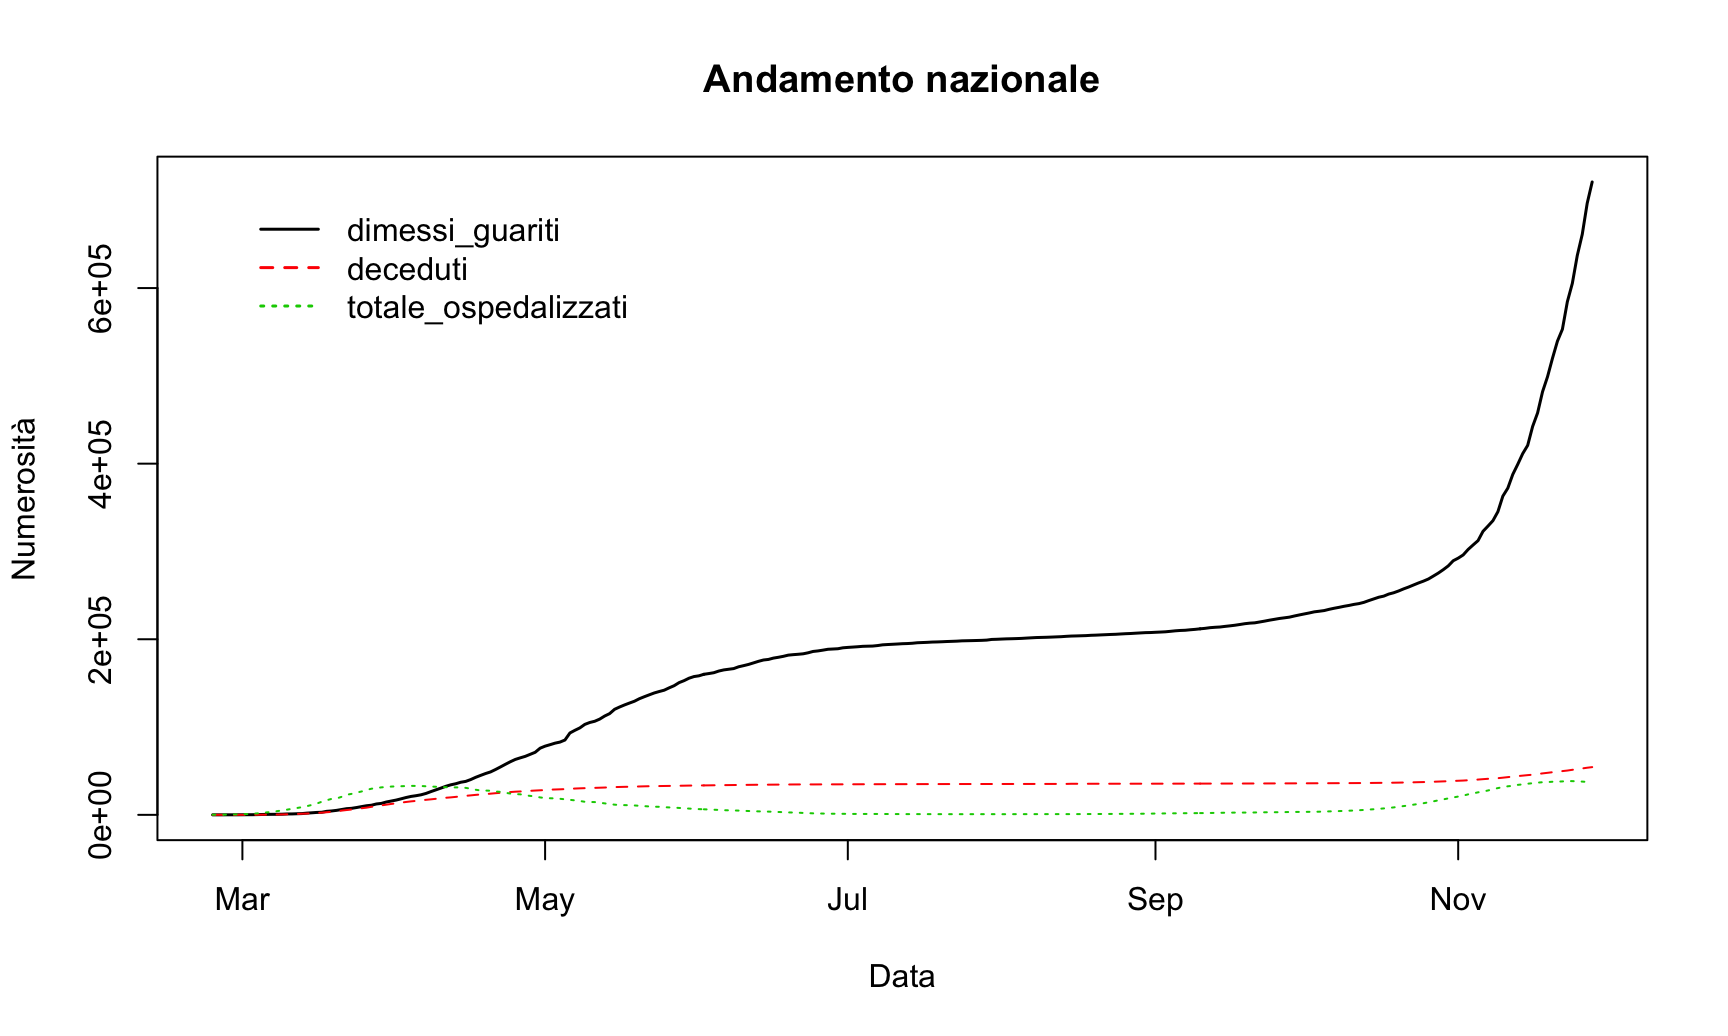 Andamento nazionale
dimessi_guariti
deceduti
totale_ospedalizzati
Numerosità
6e+05
4e+05
2e+05
0e+00
Mar May Jul Sep Nov
Data